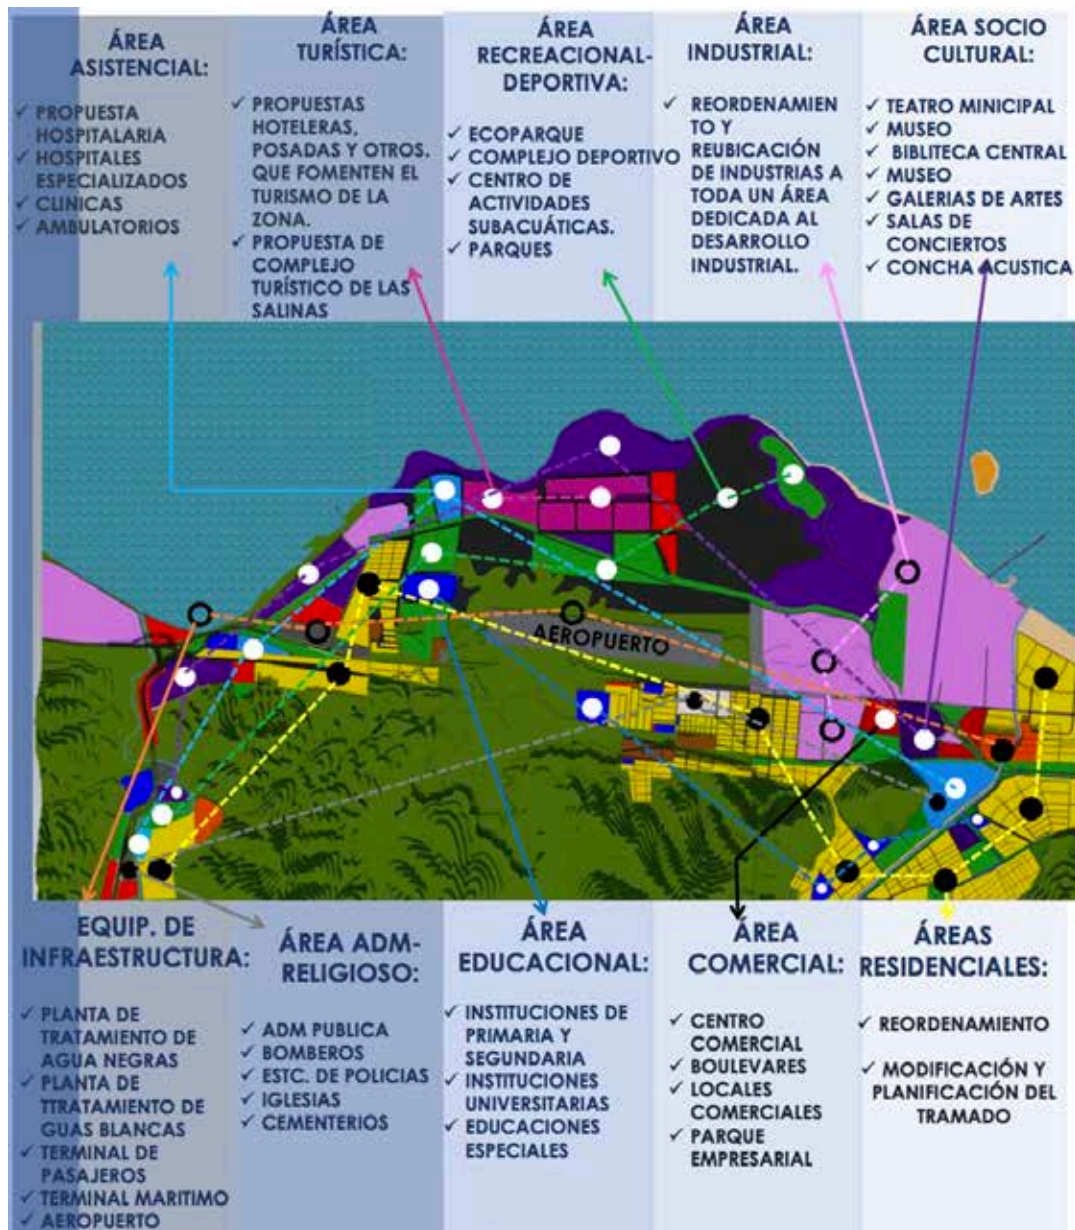 ÁREA
ASISTENCIAL:
✓ PROPUESTA
HOSPITALARIA
✓ HOSPITALES
ESPECIALIZADOS
✓ CLINICAS
✓ AMBULATORIOS
ÁREA
TURÍSTICA:
✓ PROPUESTAS
HOTELERAS,
POSADAS Y OTROS.
QUE FOMENTEN EL
TURISMO DE LA
ZONA.
✓ PROPUESTA DE
COMPLEJO
TURÍSTICO DE LAS
SALINAS
ÁREA
RECREACIONAL-
DEPORTIVA:
✓ ECOPARQUE
✓ COMPLEJO DEPORTIVO
✓ CENTRO DE
ACTIVIDADES
SUBACUÁTICAS.
✓ PARQUES
ÁREA
INDUSTRIAL:
✓ REORDENAMIEN
TO Y
REUBICACIÓN
DE INDUSTRIAS A
TODA UN ÁREA
DEDICADA AL
DESARROLLO
INDUSTRIAL.
ÁREA SOCIO
CULTURAL:
✓ TEATRO MINICIPAL
✓ MUSEO
✓ BIBLITECA CENTRAL
✓ MUSEO
✓ GALERIAS DE ARTES
✓ SALAS DE
CONCIERTOS
✓ CONCHA ACUSTICA
AEROPUERTO
EQUIP. DE
INFRAESTRUCTURA:
✓ PLANTA DE
TRATAMIENTO DE
AGUA NEGRAS
✓ PLANTA DE
TTRATAMIENTO DE
GUAS BLANCAS
✓ TERMINAL DE
PASAJEROS
✓ TERMINAL MARITIMO
✓ AEROPUERTO
ÁREA ADM-
RELIGIOSO:
✓ ADM PUBLICA
✓ BOMBEROS
✓ ESTC. DE POLICIAS
✓ IGLESIAS
✓ CEMENTERIOS
ÁREA
EDUCACIONAL:
✓ INSTITUCIONES DE
PRIMARIA Y
SEGUNDARIA
✓ INSTITUCIONES
UNIVERSITARIAS
✓ EDUCACIONES
ESPECIALES
ÁREA
COMERCIAL:
✓ CENTRO
COMERCIAL
✓ BOULEVARES
✓ LOCALES
COMERCIALES
✓ PARQUE
EMPRESARIAL
ÁREAS
RESIDENCIALES:
✓ REORDENAMIENTO
✓ MODIFICACIÓN Y
PLANIFICACIÓN DEL
TRAMADO